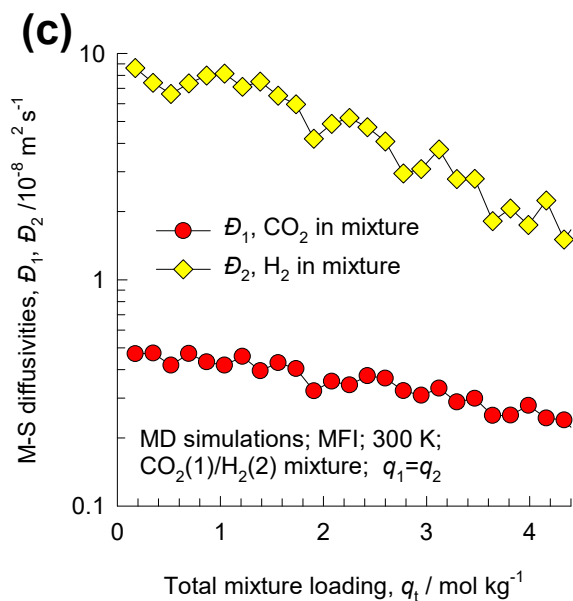 (c)
10
1
0.1
M-S diffusivities, Đ₁, Đ₂ /10⁻⁸ m² s⁻¹
Đ₁, CO₂ in mixture
Đ₂, H₂ in mixture
MD simulations; MFI; 300 K;
CO₂(1)/H₂(2) mixture; q₁=q₂
0 1 2 3 4
Total mixture loading, qₜ / mol kg⁻¹